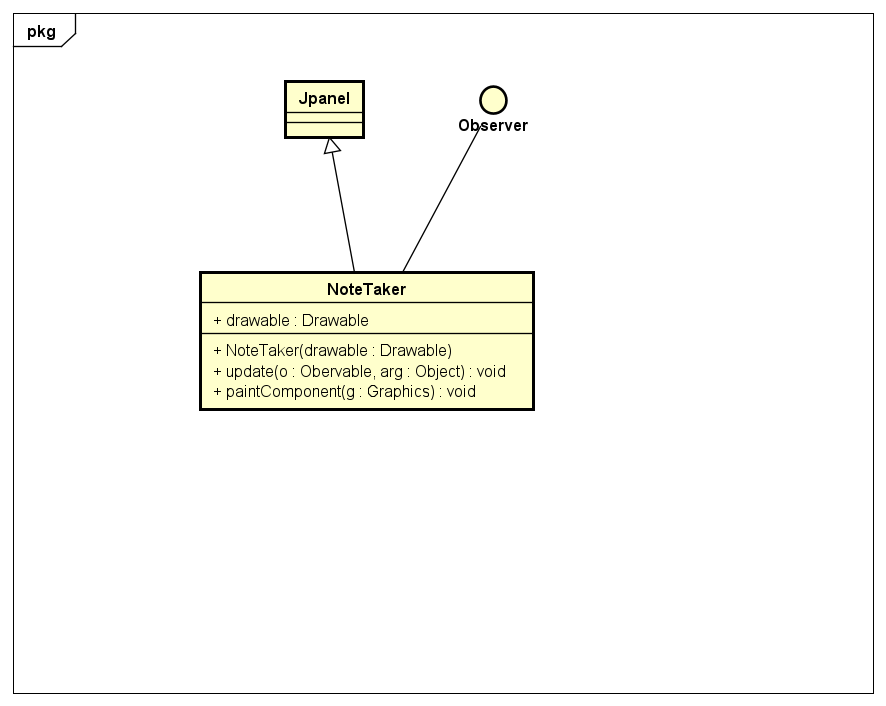 pkg
Jpanel
Observer
NoteTaker
+ drawable : Drawable
+ NoteTaker(drawable : Drawable)
+ update(o : Obervable, arg : Object) : void
+ paintComponent(g : Graphics) : void